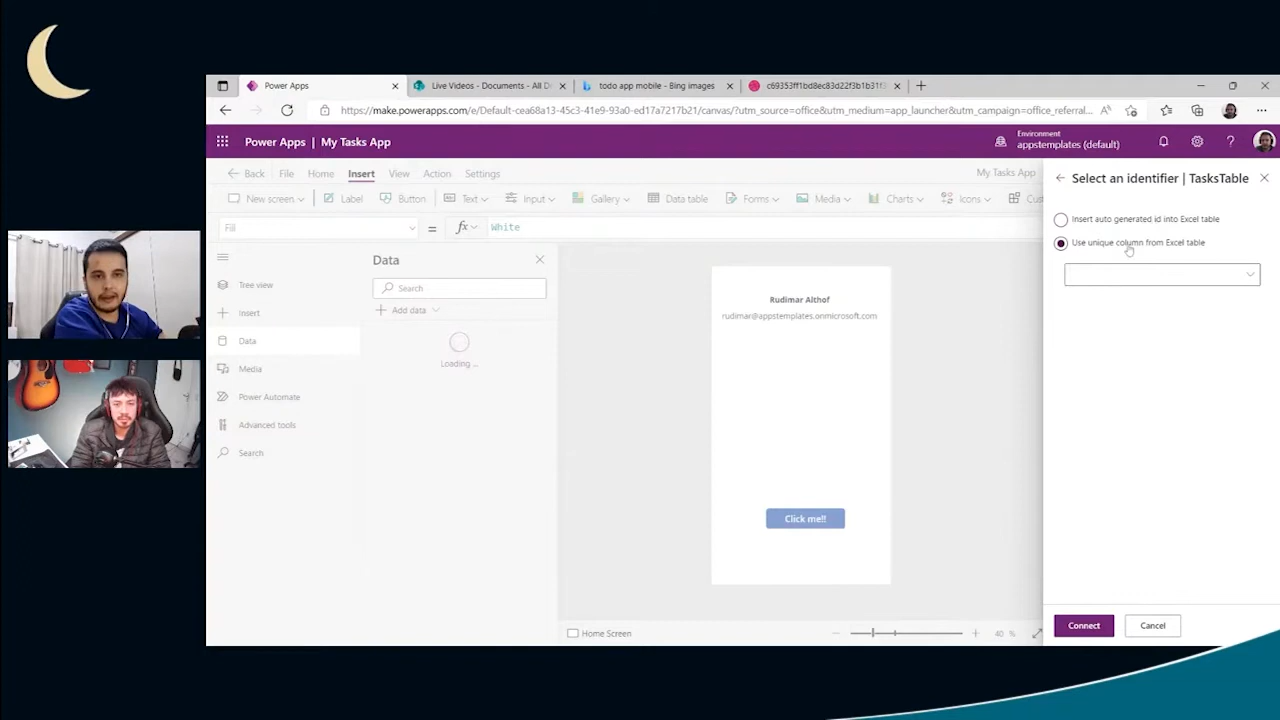 Power Apps
Live Videos - Documents - All D
todo app mobile - Bing images
c69353ff1bd8ec83d22f3b1b31f
https://make.powerapps.com/e/Default-cea68a13-45c3-41e9-93a0-ed17a7217b21/canvas/?utm_source=office&utm_medium=app_launcher&utm_campaign=office_referral...
Power Apps | My Tasks App
Environment
appstemplates (default)
Back File Home Insert View Action Settings
My Tasks App
New screen Label Button Text Input Gallery Data table Forms Media Charts Icons Cust
Fill = fx White
Data
Search
Add data
Loading ...
Tree view
Insert
Data
Media
Power Automate
Advanced tools
Search
Rudimar Althof
rudimar@appstemplates.onmicrosoft.com
Click me!!
Home Screen
40 %
Select an identifier | TasksTable
Insert auto generated id into Excel table
Use unique column from Excel table
Connect Cancel